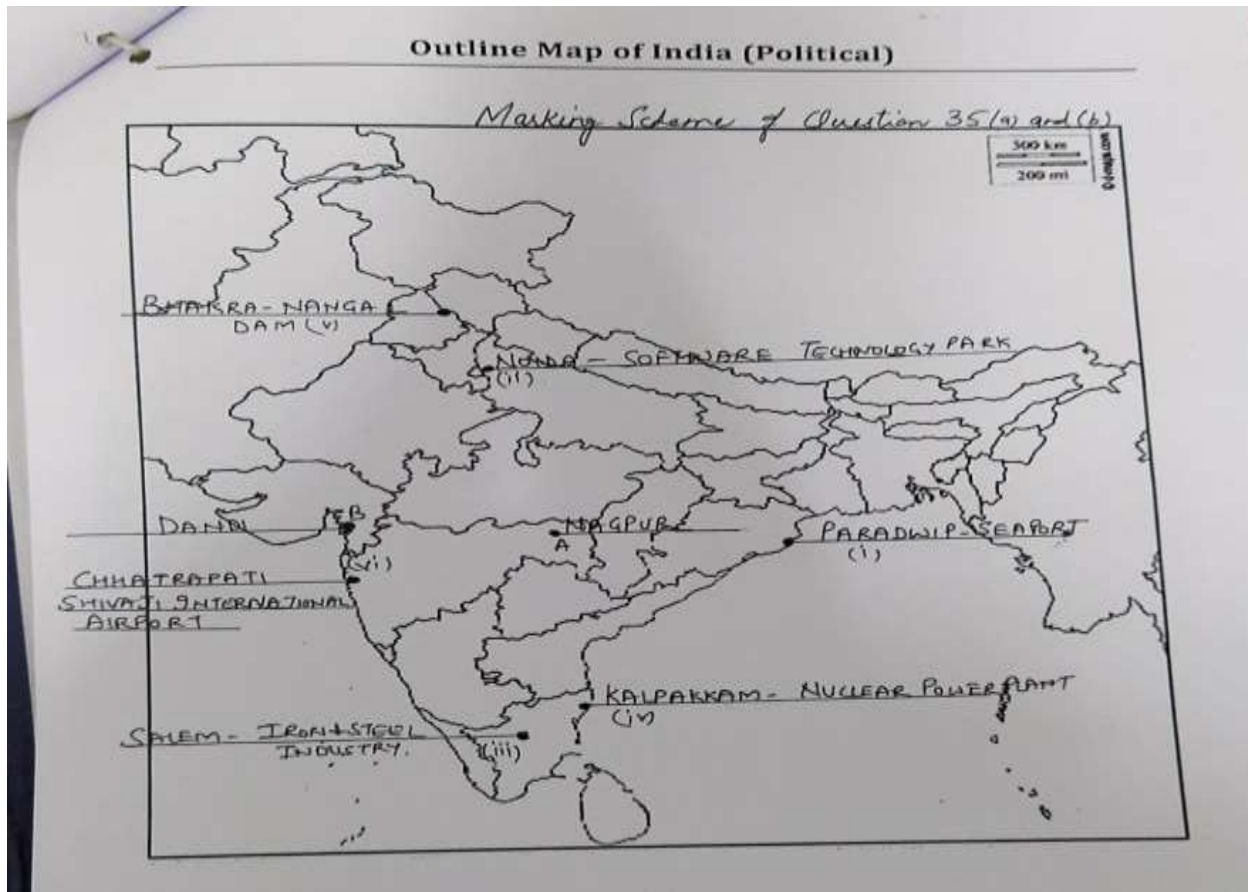 Outline Map of India (Political)
Marking Scheme of Question 35(a) and (b)
300 km
200 mi
BHAKRA-NANGAL
DAM (v)
NOIDA - SOFTWARE TECHNOLOGY PARK
(ii)
B
DANDI
NAGPUR
A
PARADWIP-SEAPORT
(i)
(vi)
CHHATRAPATI
SHIVAJI INTERNATIONAL
AIRPORT
KALPAKKAM - NUCLEAR POWER PLANT
(iv)
SALEM - IRON & STEEL
INDUSTRY.
(iii)